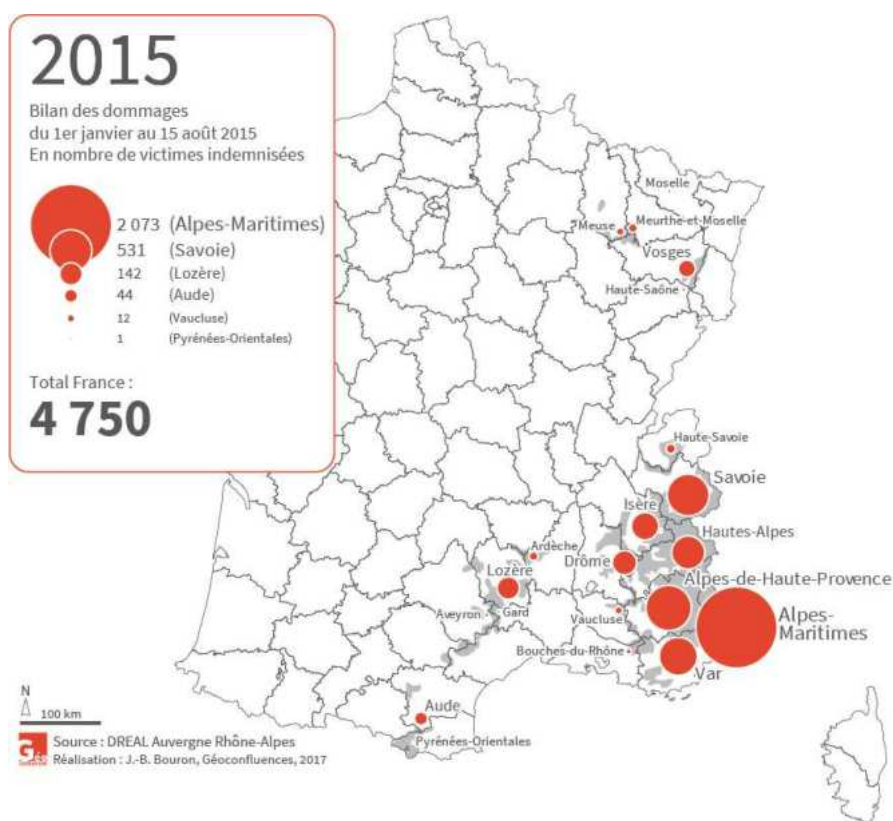 2015
Bilan des dommages
du 1er janvier au 15 août 2015
En nombre de victimes indemnisées
2 073 (Alpes-Maritimes)
531 (Savoie)
142 (Lozère)
44 (Aude)
12 (Vaucluse)
1 (Pyrénées-Orientales)
Total France :
4 750
Moselle
Meuse
Meurthe-et-Moselle
Vosges
Haute-Saône
Haute-Savoie
Savoie
Isère
Hautes-Alpes
Ardèche
Drôme
Lozère
Alpes-de-Haute-Provence
Aveyron
Gard
Vaucluse
Alpes-
Maritimes
Bouches-du-Rhône
Var
Aude
Pyrénées-Orientales
N
100 km
Source : DREAL Auvergne Rhône-Alpes
Réalisation : J.-B. Bouron, Géoconfluences, 2017